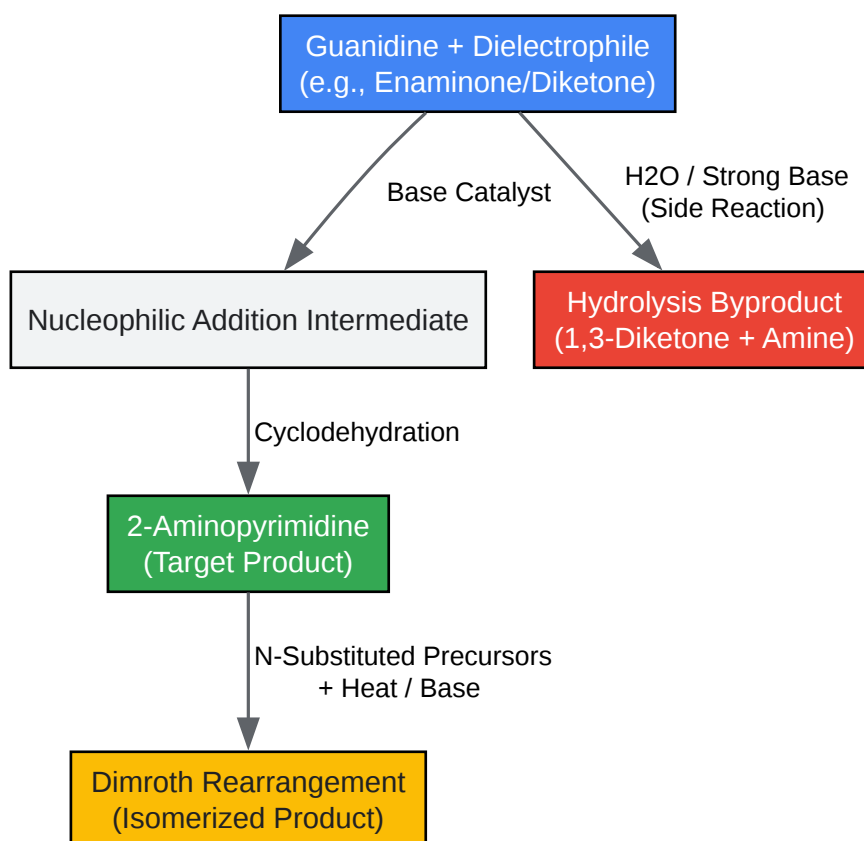 Guanidine + Dielectrophile
(e.g., Enaminone/Diketone)
Base Catalyst
H2O / Strong Base
(Side Reaction)
Nucleophilic Addition Intermediate
Hydrolysis Byproduct
(1,3-Diketone + Amine)
Cyclodehydration
2-Aminopyrimidine
(Target Product)
N-Substituted Precursors
+ Heat / Base
Dimroth Rearrangement
(Isomerized Product)